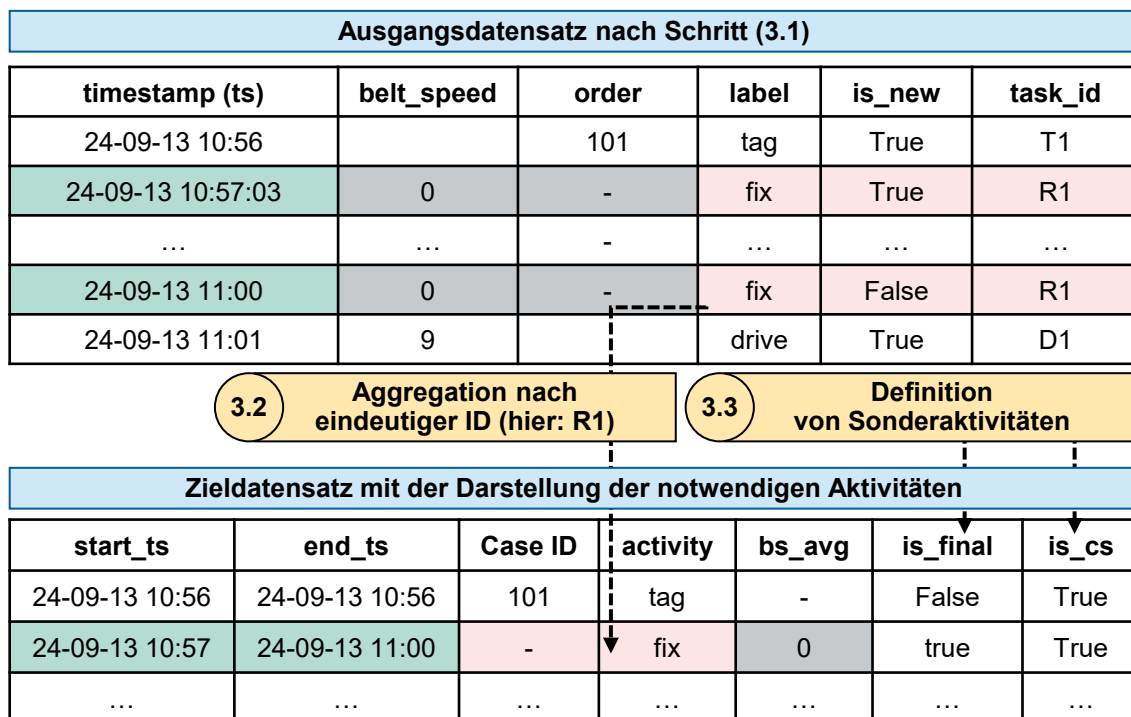 Ausgangsdatensatz nach Schritt (3.1)
timestamp (ts) belt_speed order label is_new task_id
24-09-13 10:56 101 tag True T1
24-09-13 10:57:03 0 - fix True R1
… … - … … …
24-09-13 11:00 0 - fix False R1
24-09-13 11:01 9 drive True D1
3.2 Aggregation nach
eindeutiger ID (hier: R1)
3.3 Definition
von Sonderaktivitäten
Zieldatensatz mit der Darstellung der notwendigen Aktivitäten
start_ts end_ts Case ID activity bs_avg is_final is_cs
24-09-13 10:56 24-09-13 10:56 101 tag - False True
24-09-13 10:57 24-09-13 11:00 - fix 0 true True
… … … … … … …